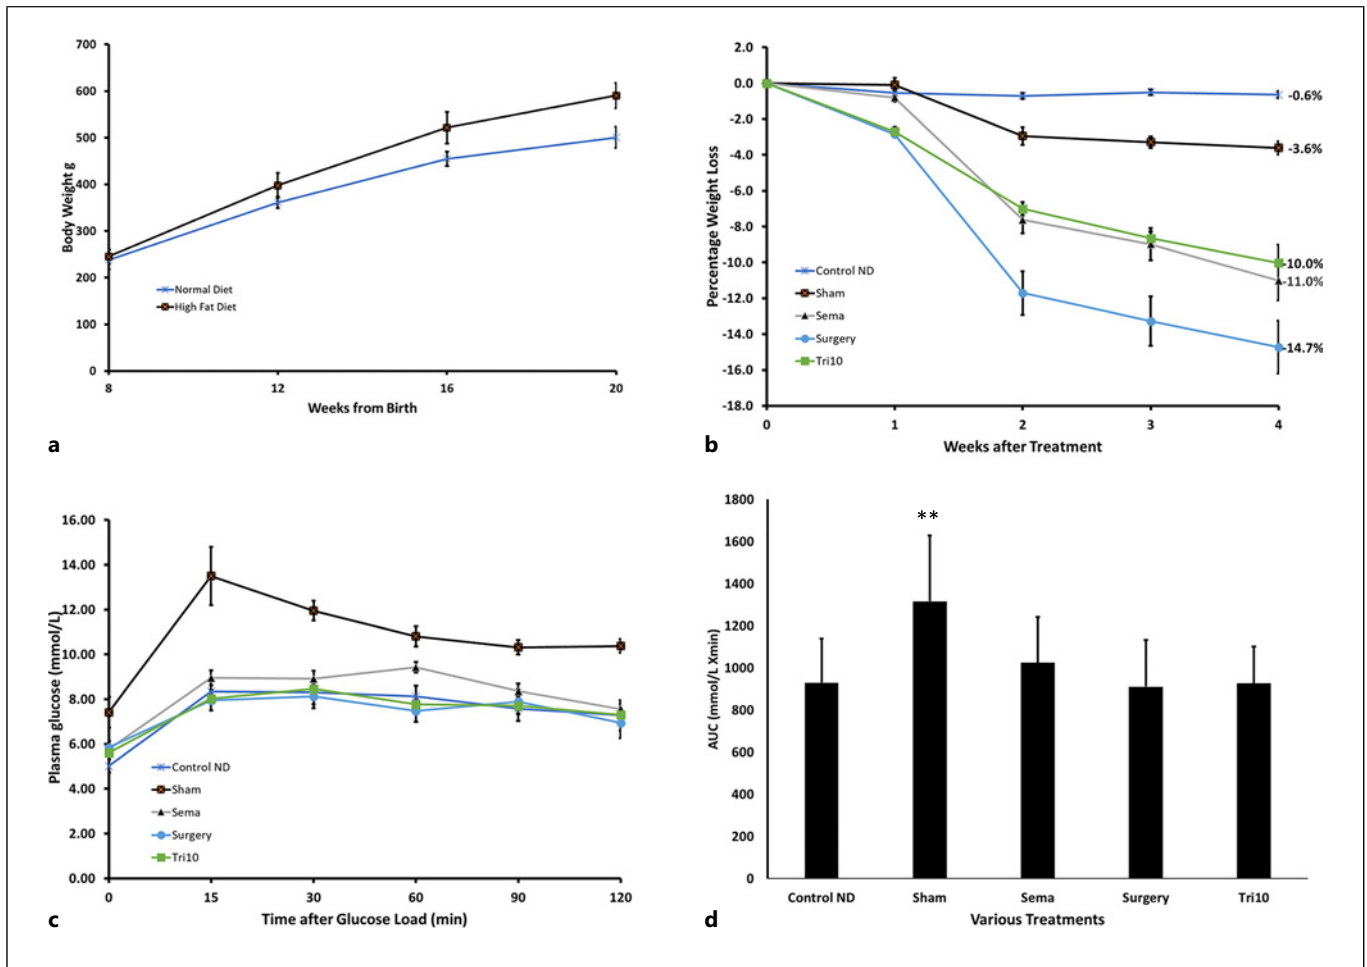 700
600
500
400
300
200
100
0
Body Weight g
Normal Diet
High Fat Diet
8
12
16
20
Weeks from Birth
a
2.0
0.0
-2.0
-4.0
-6.0
-8.0
-10.0
-12.0
-14.0
-16.0
-18.0
Percentage Weight Loss
-0.6%
-3.6%
-10.0%
-11.0%
-14.7%
Control ND
Sham
Sema
Surgery
Tri10
0
1
2
3
4
Weeks after Treatment
b
16.00
14.00
12.00
10.00
8.00
6.00
4.00
2.00
0.00
Plasma glucose (mmol/L)
Control ND
Sham
Sema
Surgery
Tri10
0
15
30
60
90
120
Time after Glucose Load (min)
c
1800
1600
1400
1200
1000
800
600
400
200
0
AUC (mmol/L Xmin)
**
Control ND
Sham
Sema
Surgery
Tri10
Various Treatments
d